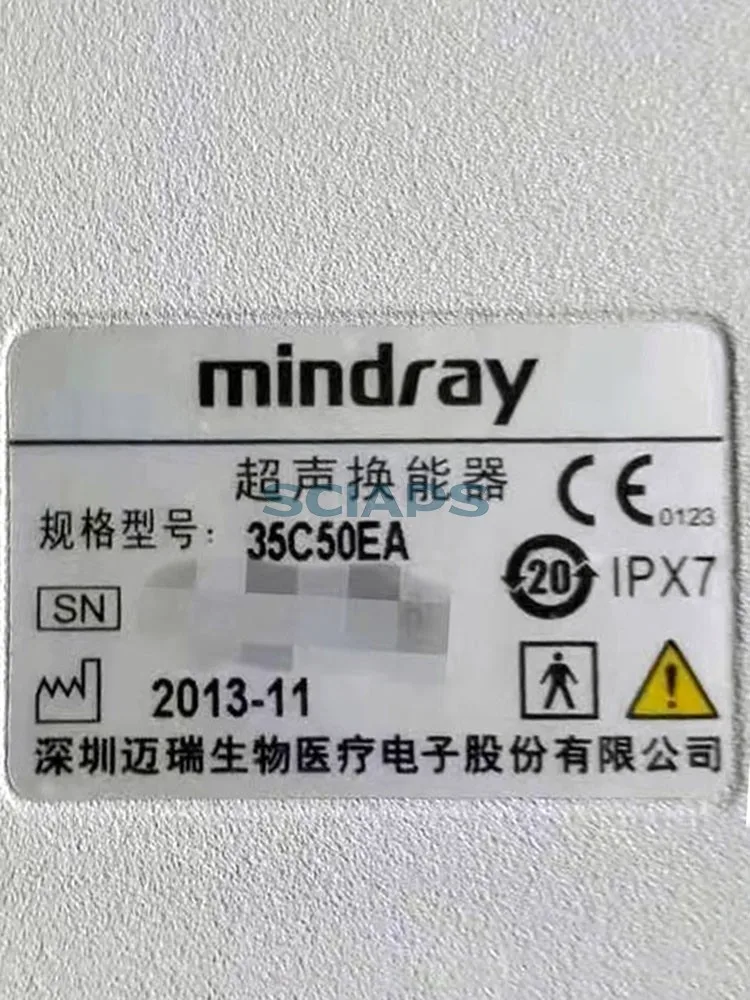 mindray
超声换能器
SCIAPS
规格型号: 35C50EA
CE 0123
20 IPX7
SN
2013-11
深圳迈瑞生物医疗电子股份有限公司